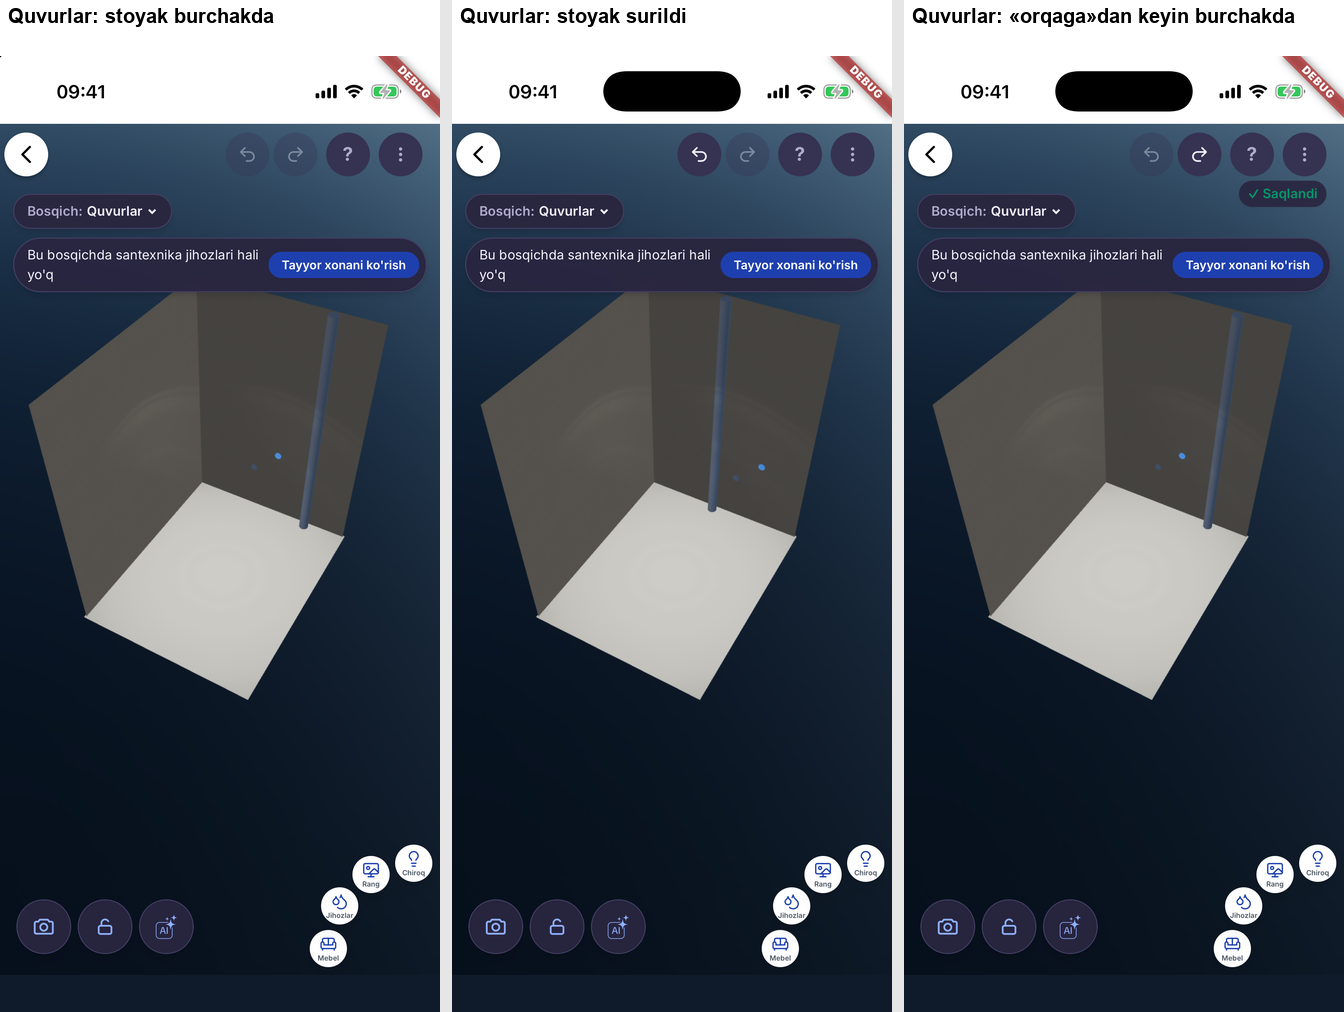 Quvurlar: stoyak burchakda
09:41
DEBUG
?
Bosqich: Quvurlar
Bu bosqichda santexnika jihozlari hali
yo'q
Tayyor xonani ko'rish
Chiroq
Rang
Jihozlar
AI
Mebel
Quvurlar: stoyak surildi
09:41
DEBUG
?
Bosqich: Quvurlar
Bu bosqichda santexnika jihozlari hali
yo'q
Tayyor xonani ko'rish
Chiroq
Rang
Jihozlar
AI
Mebel
Quvurlar: «orqaga»dan keyin burchakda
09:41
DEBUG
?
Saqlandi
Bosqich: Quvurlar
Bu bosqichda santexnika jihozlari hali
yo'q
Tayyor xonani ko'rish
Chiroq
Rang
Jihozlar
AI
Mebel